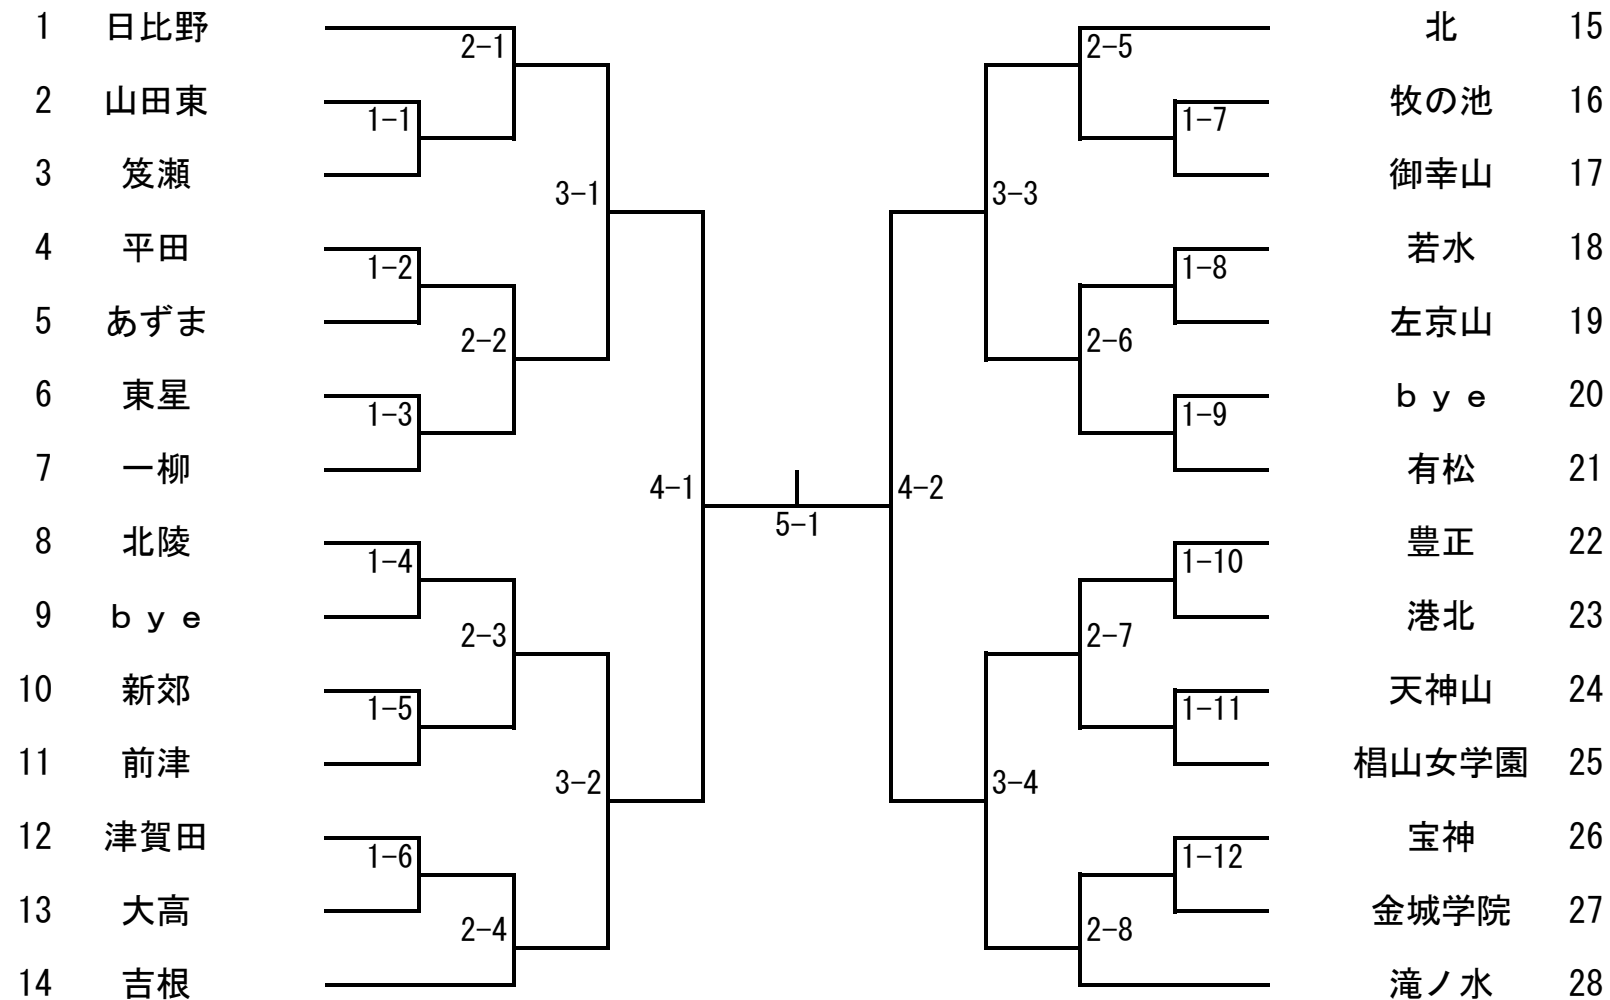 1 日比野
2-1
2-5
北 15
2 山田東
1-1
1-7
牧の池 16
3 笈瀬
3-1
3-3
御幸山 17
4 平田
1-2
1-8
若水 18
5 あずま
2-2
2-6
左京山 19
6 東星
1-3
1-9
ｂｙｅ 20
7 一柳
4-1
4-2
有松 21
5-1
8 北陵
1-4
1-10
豊正 22
9 ｂｙｅ
2-3
2-7
港北 23
10 新郊
1-5
1-11
天神山 24
11 前津
3-2
3-4
椙山女学園 25
12 津賀田
1-6
1-12
宝神 26
13 大高
2-4
2-8
金城学院 27
14 吉根
滝ノ水 28